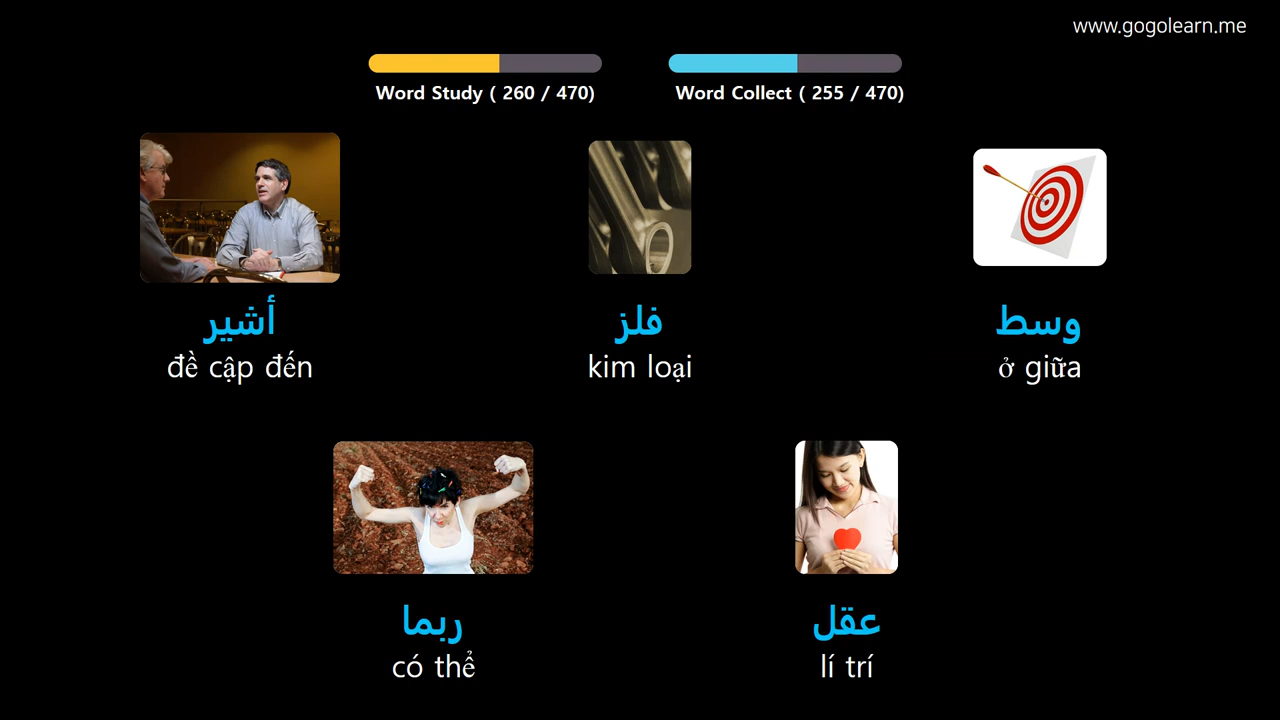 www.gogolearn.me
Word Study ( 260 / 470)
Word Collect ( 255 / 470)
أشير
đề cập đến
فلز
kim loại
وسط
ở giữa
ربما
có thể
عقل
lí trí